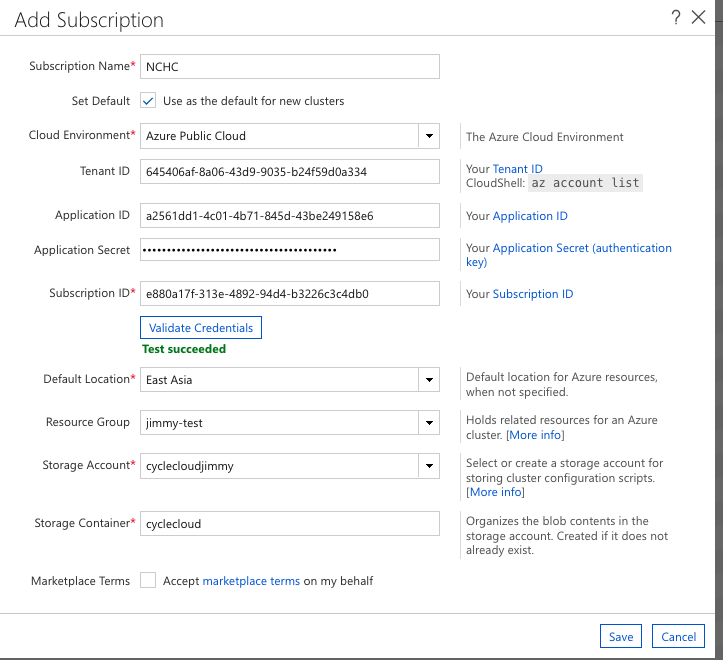 Add Subscription ?
Subscription Name* NCHC
Set Default Use as the default for new clusters
Cloud Environment* Azure Public Cloud The Azure Cloud Environment
Tenant ID 645406af-8a06-43d9-9035-b24f59d0a334 Your Tenant ID
CloudShell: az account list
Application ID a2561dd1-4c01-4b71-845d-43be249158e6 Your Application ID
Application Secret Your Application Secret (authentication
key)
Subscription ID* e880a17f-313e-4892-94d4-b3226c3c4db0 Your Subscription ID
Validate Credentials
Test succeeded
Default Location* East Asia Default location for Azure resources,
when not specified.
Resource Group jimmy-test Holds related resources for an Azure
cluster. [More info]
Storage Account* cyclecloudjimmy Select or create a storage account for
storing cluster configuration scripts.
[More info]
Storage Container* cyclecloud Organizes the blob contents in the
storage account. Created if it does not
already exist.
Marketplace Terms Accept marketplace terms on my behalf
Save Cancel